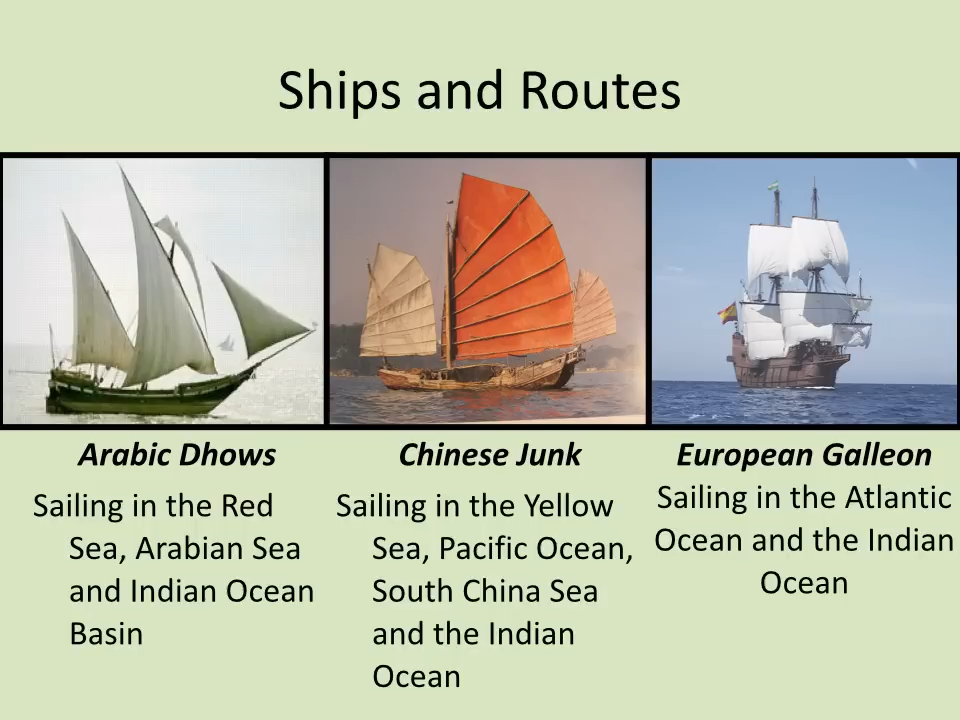 Ships and Routes
Arabic Dhows
Sailing in the Red
Sea, Arabian Sea
and Indian Ocean
Basin
Chinese Junk
Sailing in the Yellow
Sea, Pacific Ocean,
South China Sea
and the Indian
Ocean
European Galleon
Sailing in the Atlantic
Ocean and the Indian
Ocean